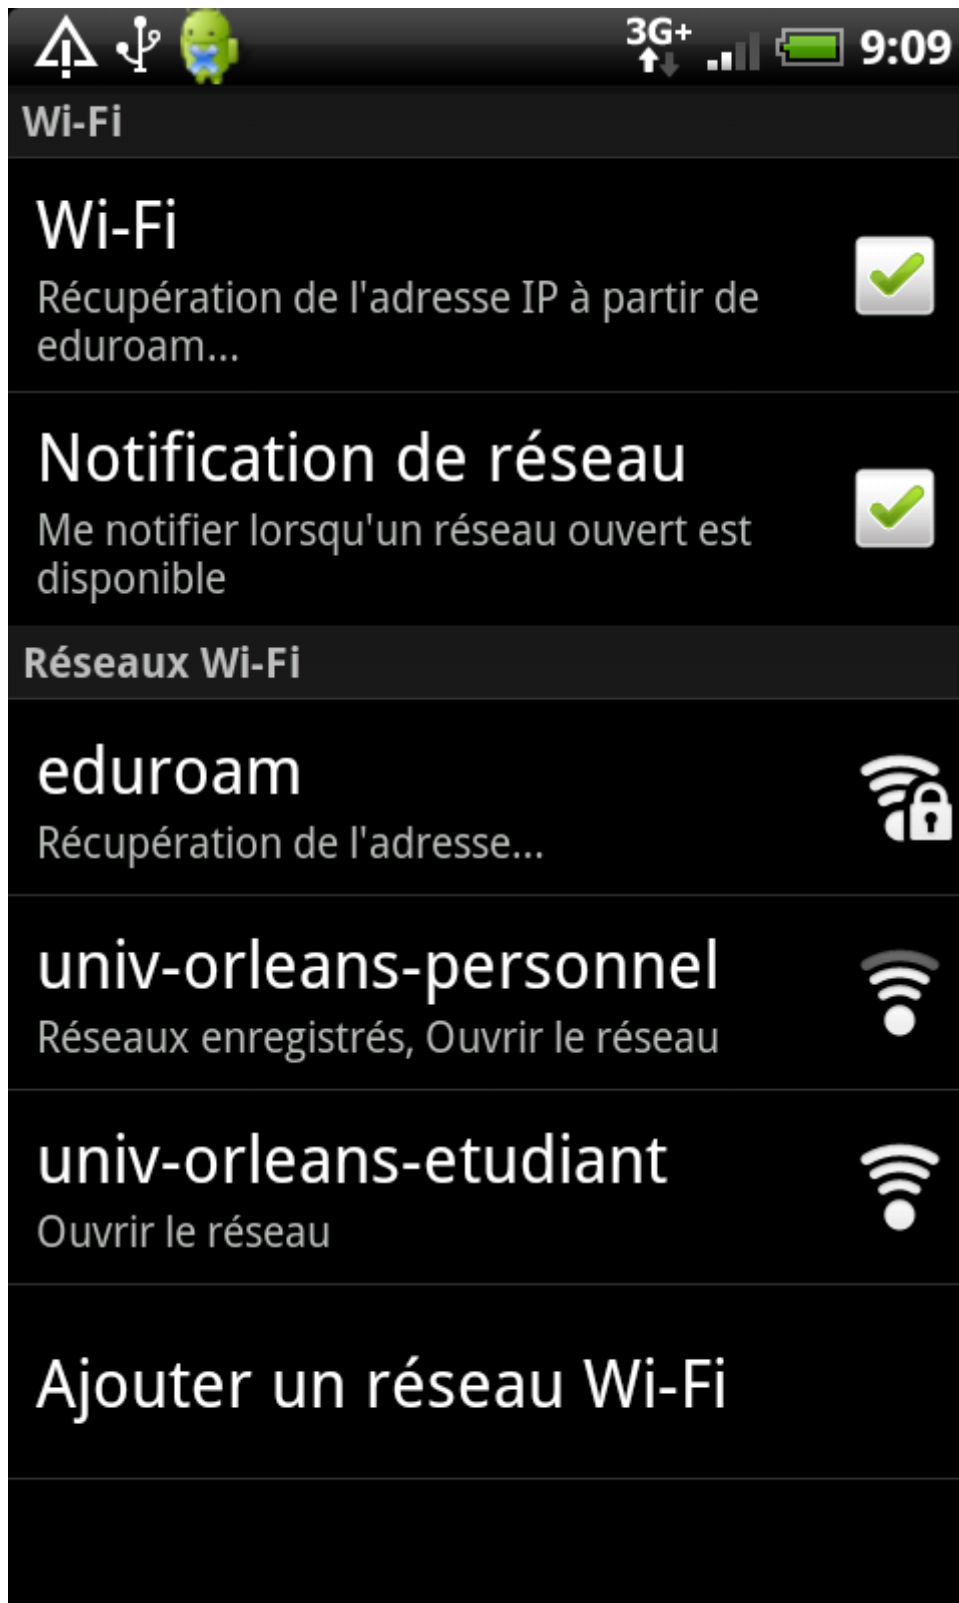 3G+ 9:09
Wi-Fi
Wi-Fi
Récupération de l'adresse IP à partir de
eduroam...
Notification de réseau
Me notifier lorsqu'un réseau ouvert est
disponible
Réseaux Wi-Fi
eduroam
Récupération de l'adresse...
univ-orleans-personnel
Réseaux enregistrés, Ouvrir le réseau
univ-orleans-etudiant
Ouvrir le réseau
Ajouter un réseau Wi-Fi